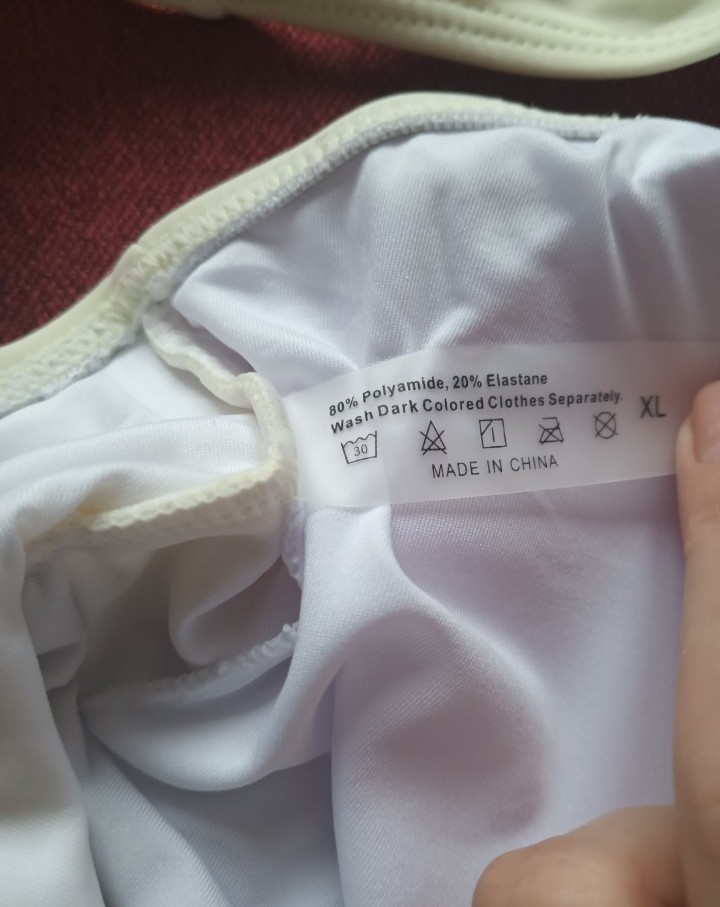 80% Polyamide, 20% Elastane
Wash Dark Colored Clothes Separately.
XL
30
MADE IN CHINA